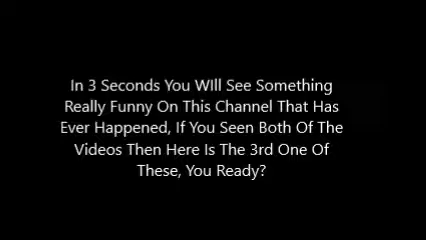 In 3 Seconds You WIll See Something
Really Funny On This Channel That Has
Ever Happened, If You Seen Both Of The
Videos Then Here Is The 3rd One Of
These, You Ready?